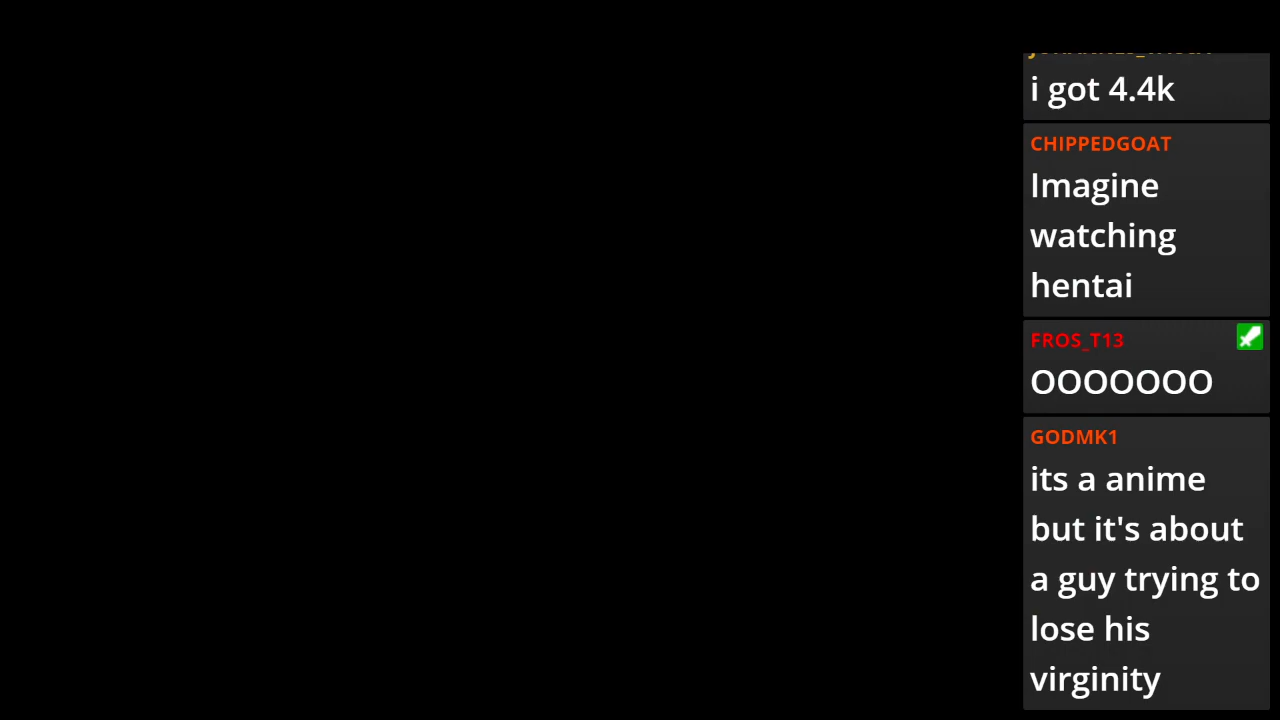 i got 4.4k
CHIPPEDGOAT
Imagine
watching
hentai
FROS_T13
OOOOOOO
GODMK1
its a anime
but it's about
a guy trying to
lose his
virginity